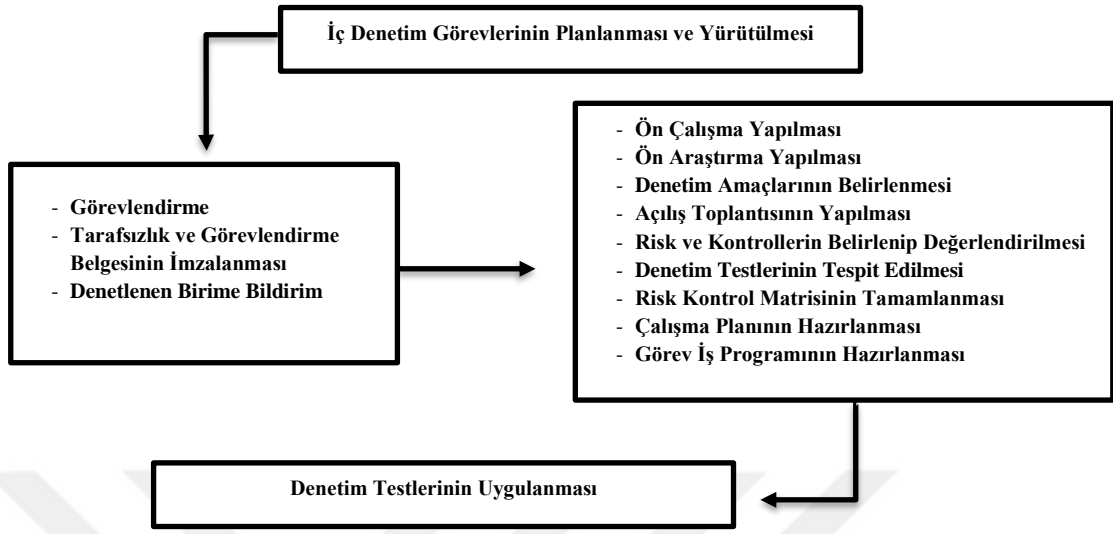 İç Denetim Görevlerinin Planlanması ve Yürütülmesi
- Görevlendirme
- Tarafsızlık ve Görevlendirme
Belgesinin İmzalanması
- Denetlenen Birime Bildirim
- Ön Çalışma Yapılması
- Ön Araştırma Yapılması
- Denetim Amaçlarının Belirlenmesi
- Açılış Toplantısının Yapılması
- Risk ve Kontrollerin Belirlenip Değerlendirilmesi
- Denetim Testlerinin Tespit Edilmesi
- Risk Kontrol Matrisinin Tamamlanması
- Çalışma Planının Hazırlanması
- Görev İş Programının Hazırlanması
Denetim Testlerinin Uygulanması